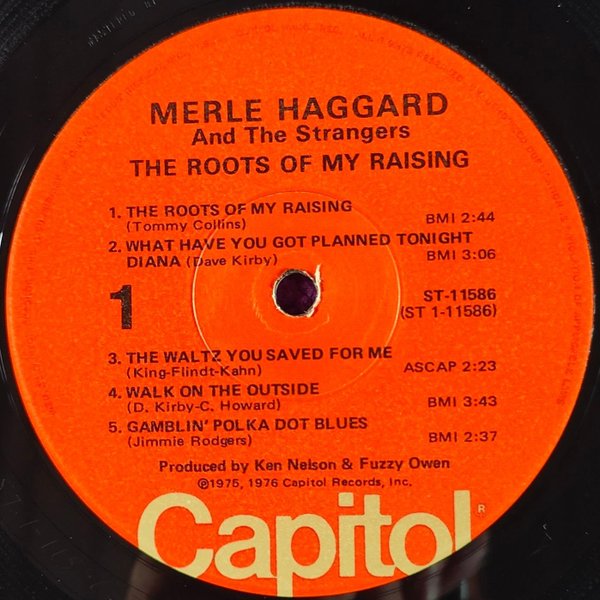 MERLE HAGGARD
And The Strangers
THE ROOTS OF MY RAISING
1. THE ROOTS OF MY RAISING
(Tommy Collins) BMI 2:44
2. WHAT HAVE YOU GOT PLANNED TONIGHT
DIANA (Dave Kirby) BMI 3:06
1
ST-11586
(ST 1-11586)
3. THE WALTZ YOU SAVED FOR ME
(King-Flindt-Kahn) ASCAP 2:23
4. WALK ON THE OUTSIDE
(D. Kirby-C. Howard) BMI 3:43
5. GAMBLIN' POLKA DOT BLUES
(Jimmie Rodgers) BMI 2:37
Produced by Ken Nelson & Fuzzy Owen
℗1975, 1976 Capitol Records, Inc.
Capitol®